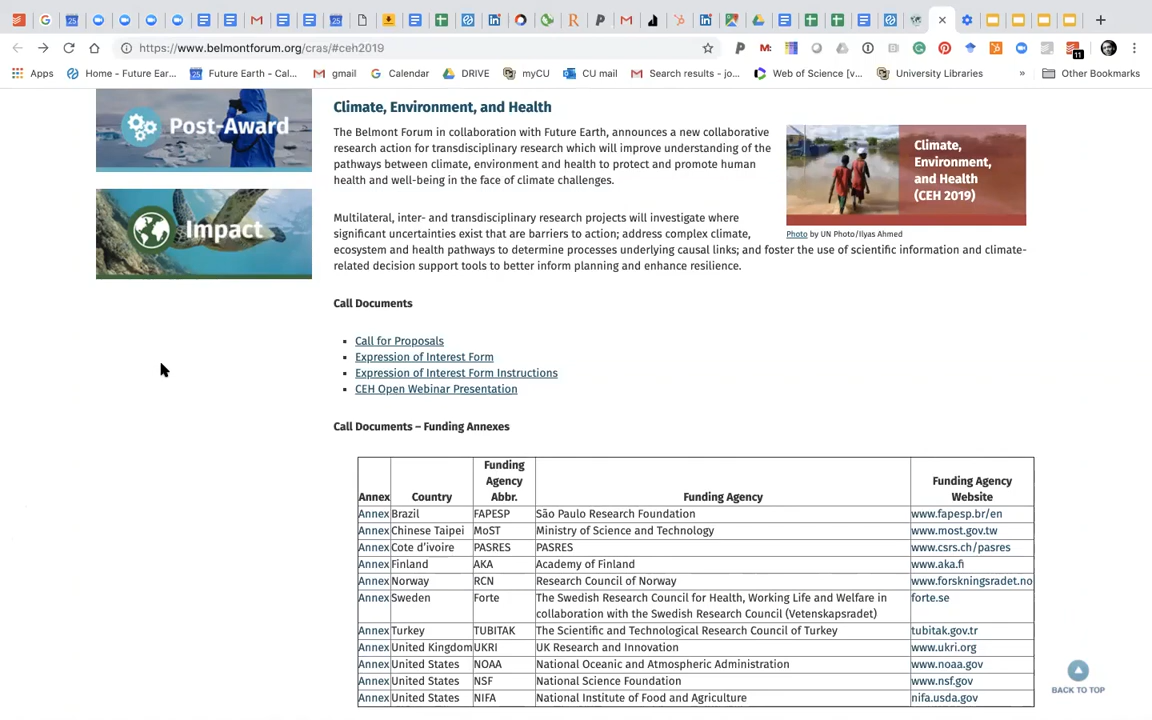 https://www.belmontforum.org/cras/#ceh2019
Apps Home - Future Ear... Future Earth - Cal... gmail Calendar DRIVE myCU CU mail Search results - jo... Web of Science [v... University Libraries » Other Bookmarks
11
Post-Award
Impact
Climate, Environment, and Health
The Belmont Forum in collaboration with Future Earth, announces a new collaborative
research action for transdisciplinary research which will improve understanding of the
pathways between climate, environment and health to protect and promote human
health and well-being in the face of climate challenges.
Climate,
Environment,
and Health
(CEH 2019)
Photo by UN Photo/Ilyas Ahmed
Multilateral, inter- and transdisciplinary research projects will investigate where
significant uncertainties exist that are barriers to action; address complex climate,
ecosystem and health pathways to determine processes underlying causal links; and foster the use of scientific information and climate-
related decision support tools to better inform planning and enhance resilience.
Call Documents
▪ Call for Proposals
▪ Expression of Interest Form
▪ Expression of Interest Form Instructions
▪ CEH Open Webinar Presentation
Call Documents – Funding Annexes
Annex Country Funding Agency Abbr. Funding Agency Funding Agency Website
Annex Brazil FAPESP São Paulo Research Foundation www.fapesp.br/en
Annex Chinese Taipei MoST Ministry of Science and Technology www.most.gov.tw
Annex Cote d'ivoire PASRES PASRES www.csrs.ch/pasres
Annex Finland AKA Academy of Finland www.aka.fi
Annex Norway RCN Research Council of Norway www.forskningsradet.no
Annex Sweden Forte The Swedish Research Council for Health, Working Life and Welfare in forte.se
collaboration with the Swedish Research Council (Vetenskapsradet)
Annex Turkey TUBITAK The Scientific and Technological Research Council of Turkey tubitak.gov.tr
Annex United Kingdom UKRI UK Research and Innovation www.ukri.org
Annex United States NOAA National Oceanic and Atmospheric Administration www.noaa.gov
Annex United States NSF National Science Foundation www.nsf.gov
Annex United States NIFA National Institute of Food and Agriculture nifa.usda.gov
BACK TO TOP